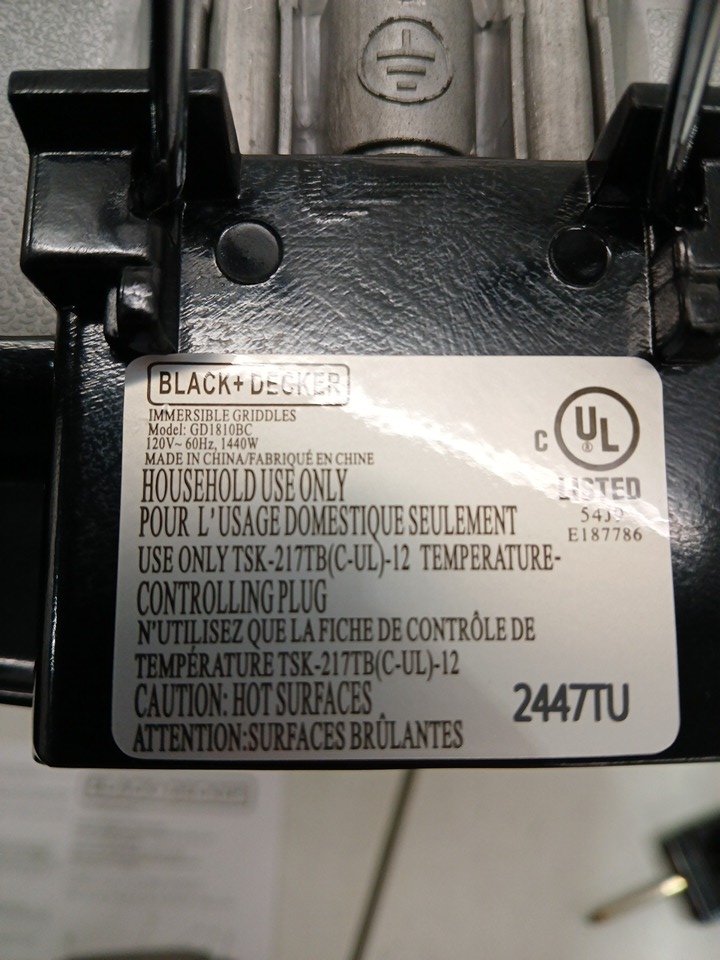 BLACK+DECKER
IMMERSIBLE GRIDDLES
Model: GD1810BC
120V~ 60Hz, 1440W
MADE IN CHINA/FABRIQUÉ EN CHINE
HOUSEHOLD USE ONLY
POUR L'USAGE DOMESTIQUE SEULEMENT
USE ONLY TSK-217TB(C-UL)-12 TEMPERATURE-
CONTROLLING PLUG
N'UTILISEZ QUE LA FICHE DE CONTRÔLE DE
TEMPÉRATURE TSK-217TB(C-UL)-12
CAUTION: HOT SURFACES
ATTENTION:SURFACES BRÛLANTES
C UL ®
LISTED
E187786
2447TU